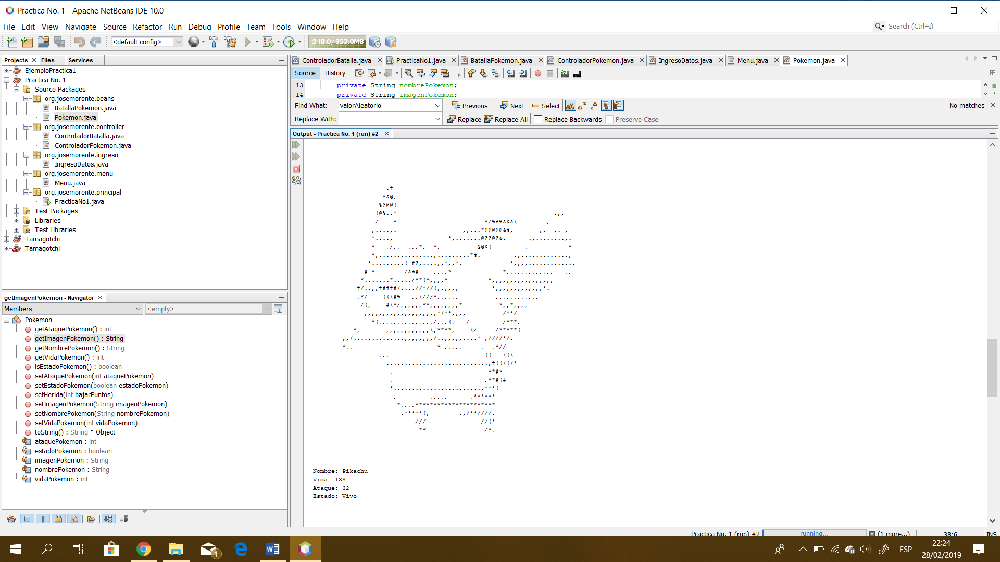 Practica No. 1 - Apache NetBeans IDE 10.0
File Edit View Navigate Source Refactor Run Debug Profile Team Tools Window Help
Search (Ctrl+I)
<default config>
240.0/352.0MB
Projects Files Services
EjemploPractica1
Practica No. 1
Source Packages
org.josemorente.beans
BatallaPokemon.java
Pokemon.java
org.josemorente.controller
ControladorBatalla.java
ControladorPokemon.java
org.josemorente.ingreso
IngresoDatos.java
org.josemorente.menu
Menu.java
org.josemorente.principal
PracticaNo1.java
Test Packages
Libraries
Test Libraries
Tamagotchi
Tamagotchi
getImagenPokemon - Navigator
Members
<empty>
Pokemon
getAtaquePokemon() : int
getImagenPokemon() : String
getNombrePokemon() : String
getVidaPokemon() : int
isEstadoPokemon() : boolean
setAtaquePokemon(int ataquePokemon)
setEstadoPokemon(boolean estadoPokemon)
setHerida(int bajarPuntos)
setImagenPokemon(String imagenPokemon)
setNombrePokemon(String nombrePokemon)
setVidaPokemon(int vidaPokemon)
toString() : String ↑ Object
ataquePokemon : int
estadoPokemon : boolean
imagenPokemon : String
nombrePokemon : String
vidaPokemon : int
ControladorBatalla.java PracticaNo1.java BatallaPokemon.java ControladorPokemon.java IngresoDatos.java Menu.java Pokemon.java
Source History
13 private String nombrePokemon;
14 private String imagenPokemon;
Find What: valorAleatorio Previous Next Select No matches
Replace With: Replace Replace All Replace Backwards Preserve Case
Output - Practica No. 1 (run) #2
Nombre: Pikachu
Vida: 138
Ataque: 32
Estado: Vivo
Practica No. 1 (run) #2 running... (1 more...) 38:6 INS
1
ESP
22:24
28/02/2019